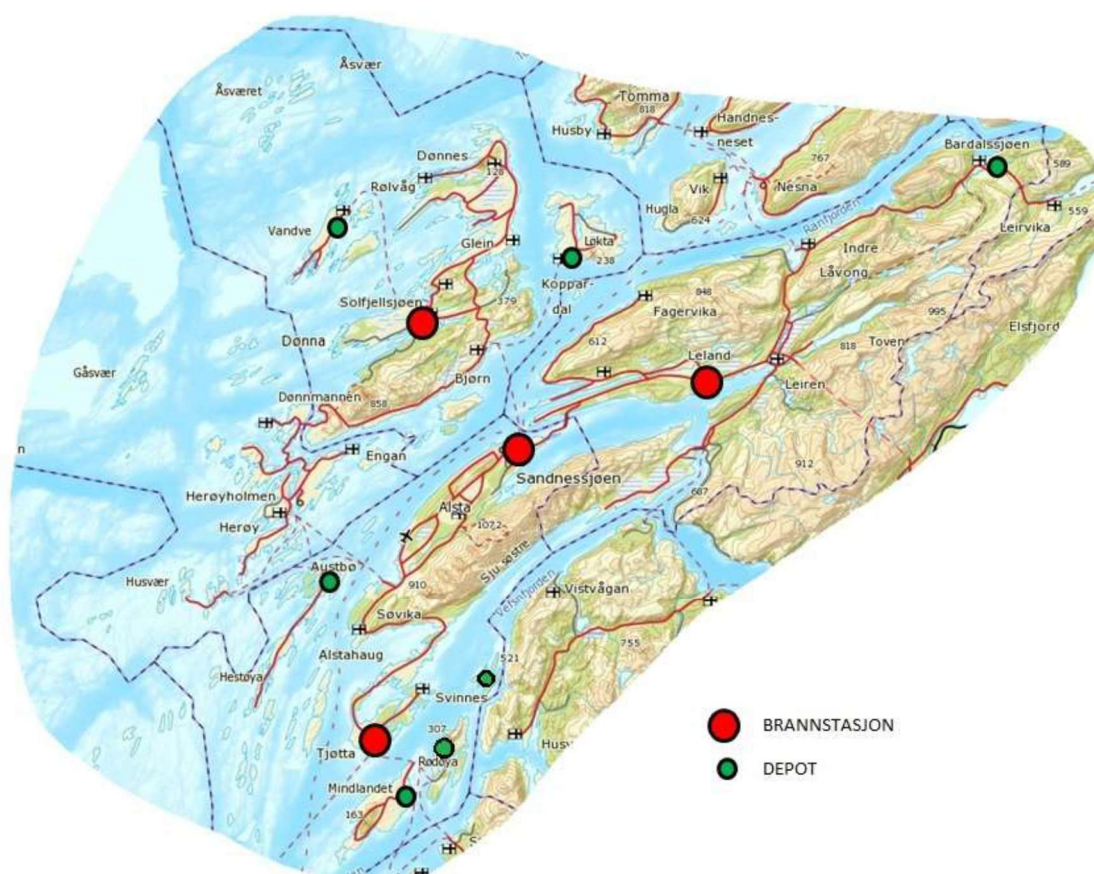 Åsvær
Åsværet
Tomma
818
Husby
Handnes-
neset
Bardalssjøen
767
589
Dønnes
128
Rølvåg
Vik
Nesna
Hugla
624
559
Leirvika
Vandve
Ranfjorden
Glein
Løkta
238
Indre
Låvong
Koppar-
dal
Solfjellsjøen
379
848
Fagervika
995
Elsfjord
Dønna
612
Leland
818
Gåsvær
Bjørn
Leiren
Dønnmannen
858
Engan
n
Sandnessjøen
912
Herøyholmen
687
Alsta
Herøy
1072
Sju søstre
Austbø
Husvær
910
Vefsnfjorden
Vistvågan
Søvika
755
Alstahaug
521
Hestøya
Svinnes
307
BRANNSTASJON
Tjøtta
Rødøya
DEPOT
Mindlandet
163